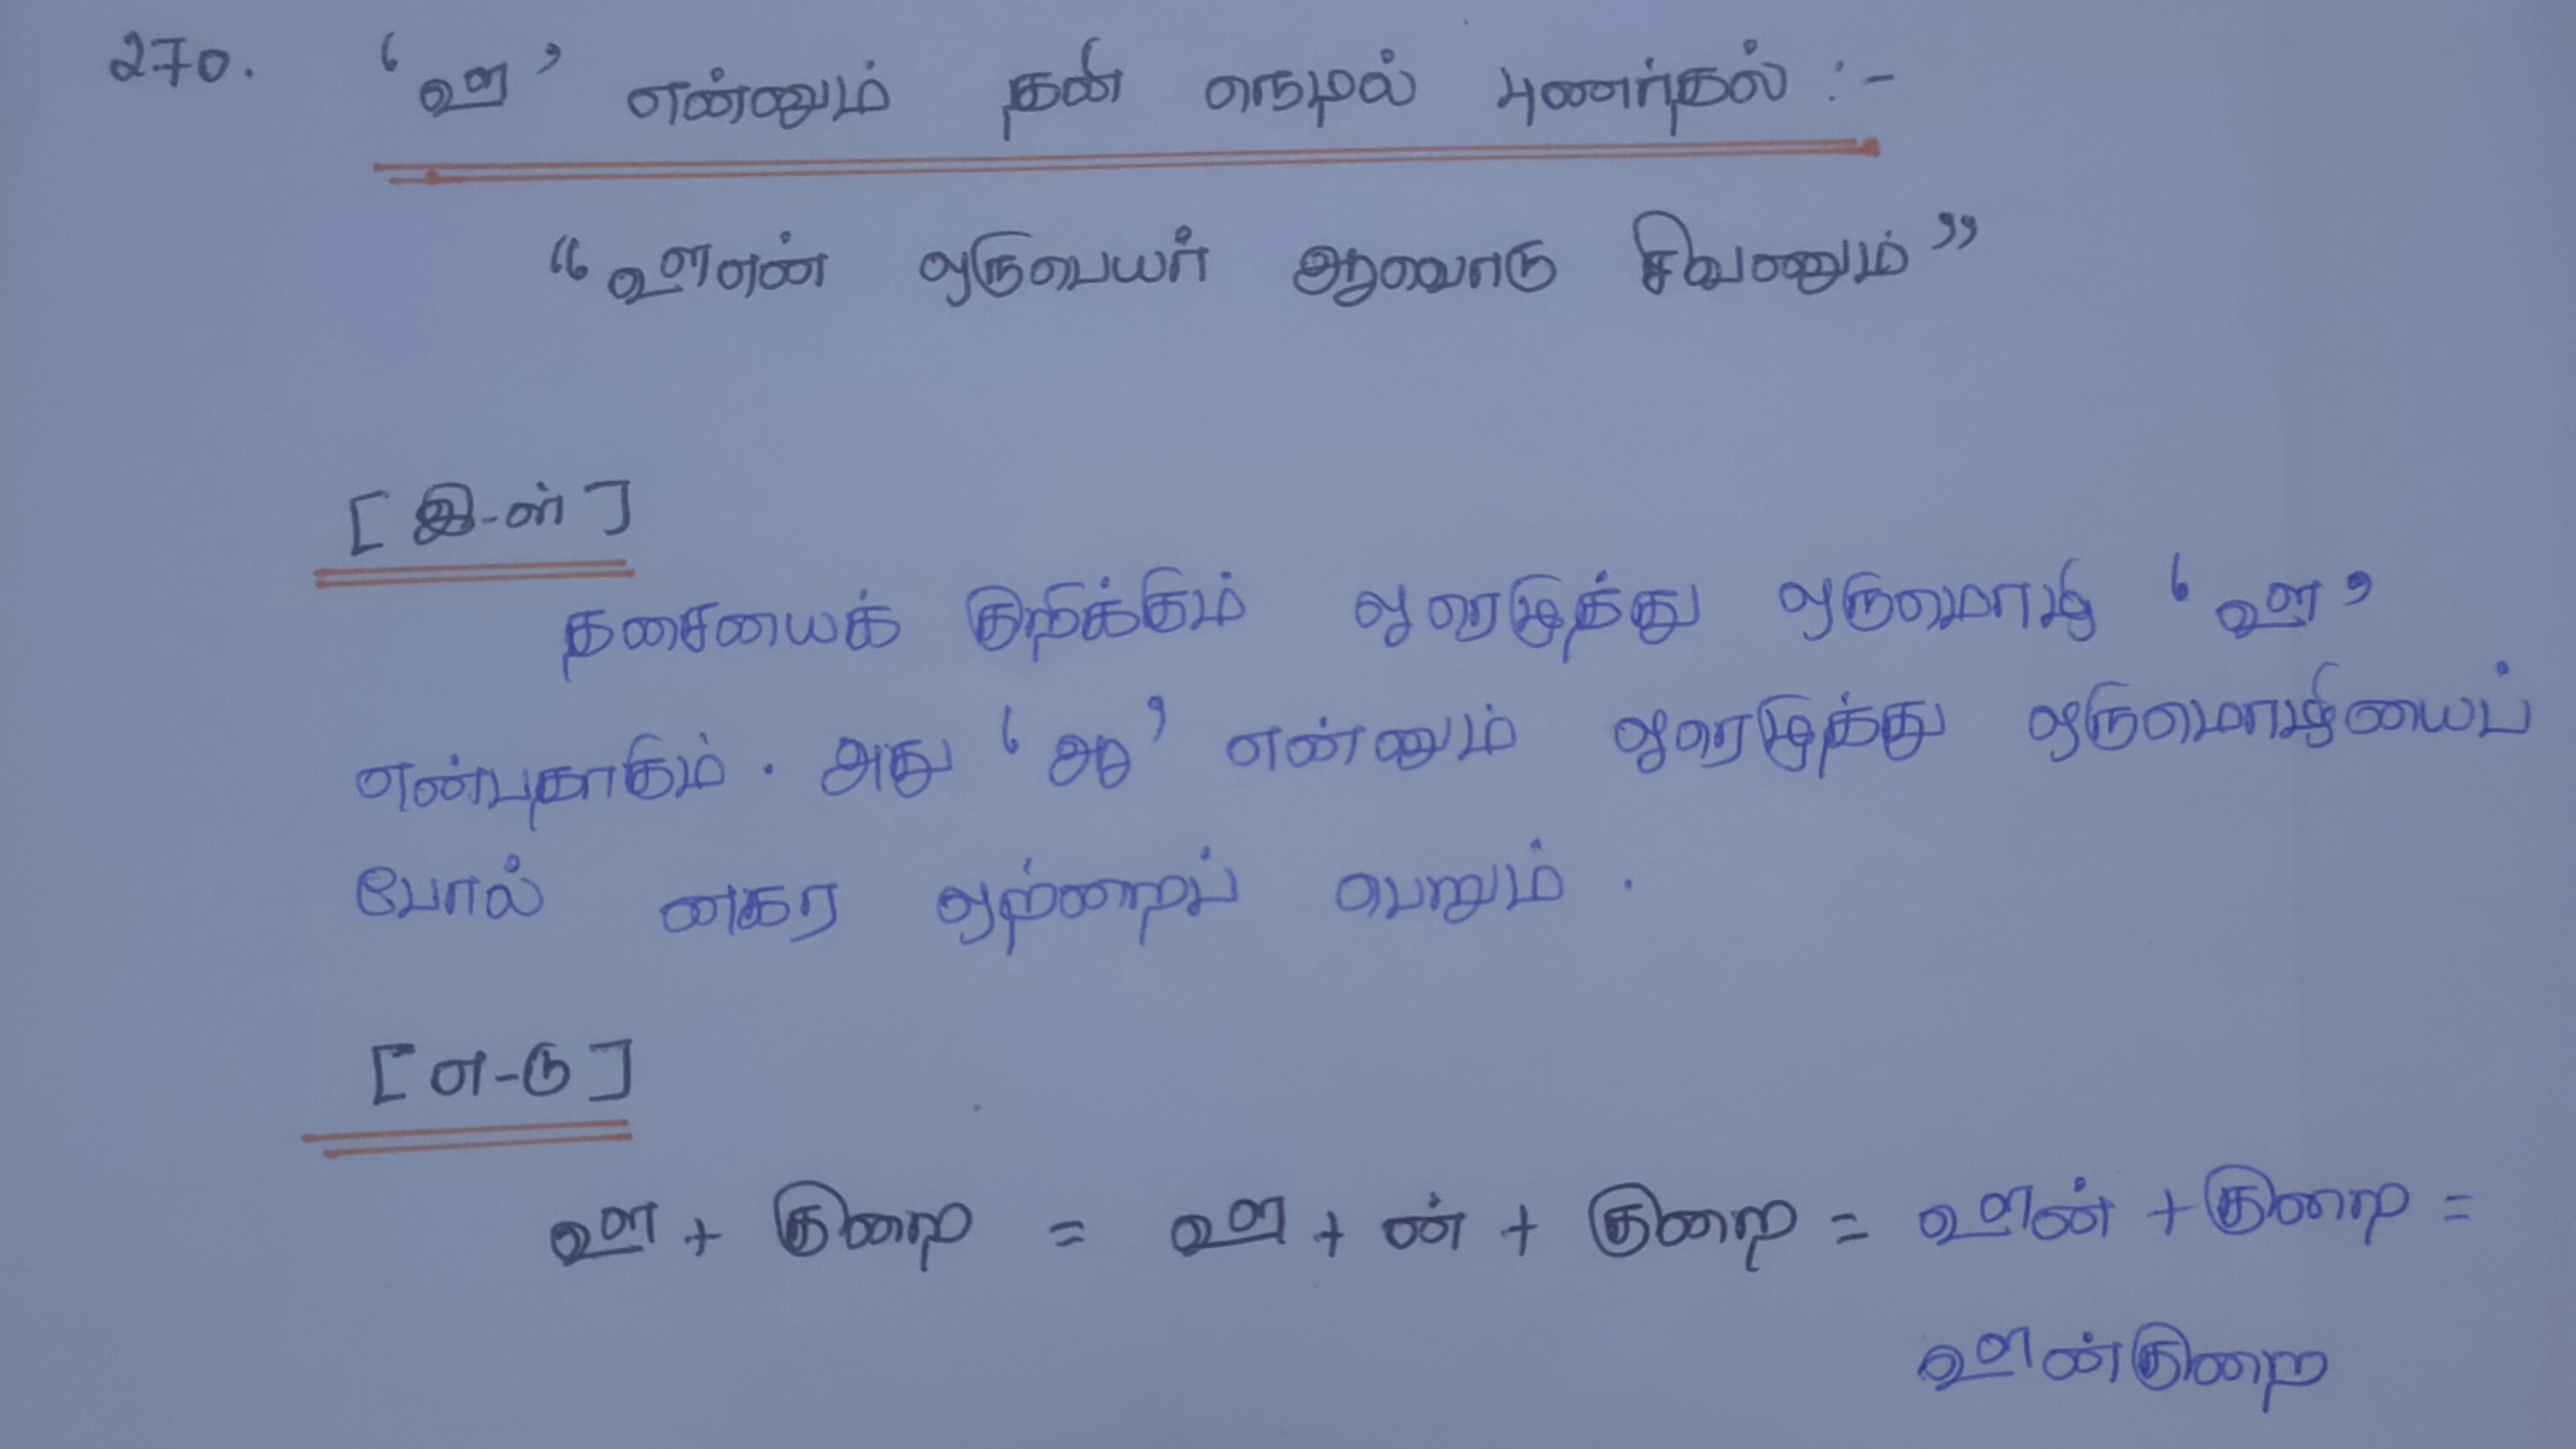 270. ‘ஊ’ என்னும் தனி நெடில் புணர்தல் :-
“ஊஎன் ஒருபெயர் ஆவொடு சிவணும்”
[இ-ள்]
தசையைக் குறிக்கும் ஓரெழுத்து ஒருமொழி ‘ஊ’
என்பதாகும். அது ‘ஆ’ என்னும் ஓரெழுத்து ஒருமொழியைப்
போல் னகர ஒற்றைப் பெறும்.
[எ-டு]
ஊ + குறை = ஊ + ன் + குறை = ஊன் + குறை =
ஊன்குறை